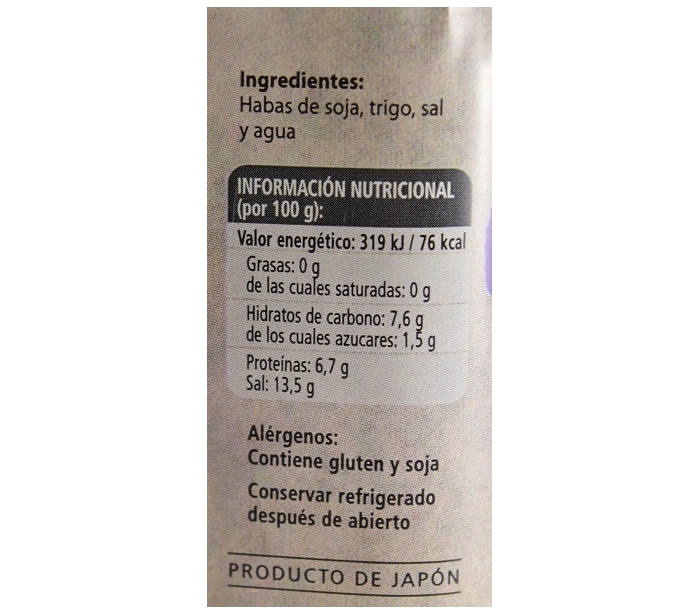 Ingredientes:
Habas de soja, trigo, sal
y agua
INFORMACIÓN NUTRICIONAL
(por 100 g):
Valor energético: 319 kJ / 76 kcal
Grasas: 0 g
de las cuales saturadas: 0 g
Hidratos de carbono: 7,6 g
de los cuales azucares: 1,5 g
Proteínas: 6,7 g
Sal: 13,5 g
Alérgenos:
Contiene gluten y soja
Conservar refrigerado
después de abierto
PRODUCTO DE JAPÓN